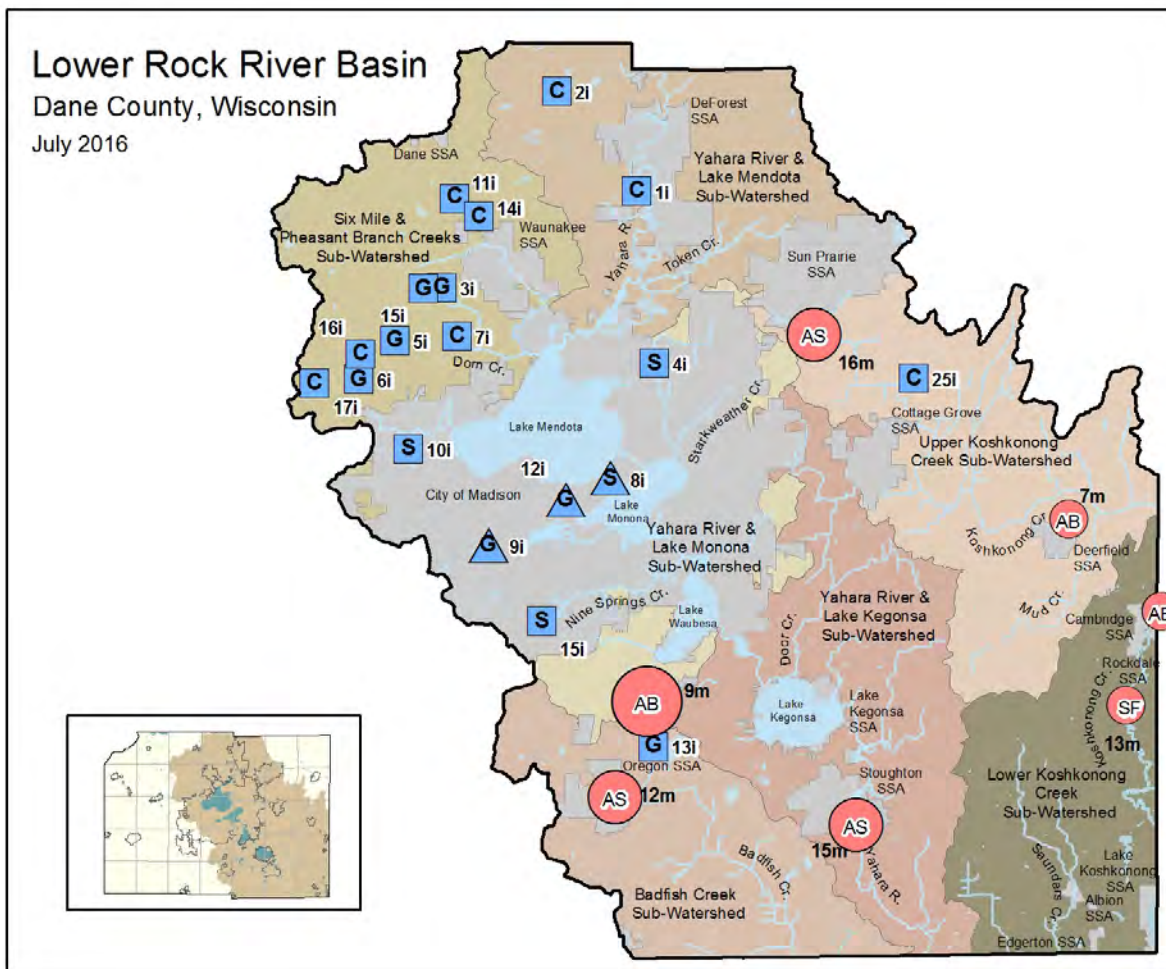 Lower Rock River Basin
Dane County, Wisconsin
July 2016
C 2i
DeForest
SSA
Dane SSA
Yahara River &
Lake Mendota
Sub-Watershed
C 11i
C 14i
C 1i
Six Mile &
Pheasant Branch Creeks
Sub-Watershed
Waunakee
SSA
Yahara R.
Token Cr.
Sun Prairie
SSA
G G 3i
15i
G 5i
C 7i
16i
C
G 6i
C
17i
Dorn Cr.
S 4i
AS
16m
C 25i
Starkweather Cr.
Cottage Grove
SSA
Upper Koshkonong
Creek Sub-Watershed
Lake Mendota
S 10i
12i
G
S 8i
City of Madison
Lake
Monona
G 9i
Yahara River &
Lake Monona
Sub-Watershed
7m
AB
Koshkonong Cr.
Deerfield
SSA
Mud Cr.
Nine Springs Cr.
S
15i
Lake
Waubesa
Yahara River &
Lake Kegonsa
Sub-Watershed
Door Cr.
Cambridge
SSA
AB
Rockdale
SSA
Koshkonong Cr.
SF
13m
AB 9m
Lake
Kegonsa
Lake
Kegonsa
SSA
G 13i
Oregon SSA
AS 12m
Stoughton
SSA
AS
15m
Yahara R.
Badfish Cr.
Badfish Creek
Sub-Watershed
Lower Koshkonong
Creek
Sub-Watershed
Saunders Cr.
Lake
Koshkonong
SSA
Albion
SSA
Edgerton SSA